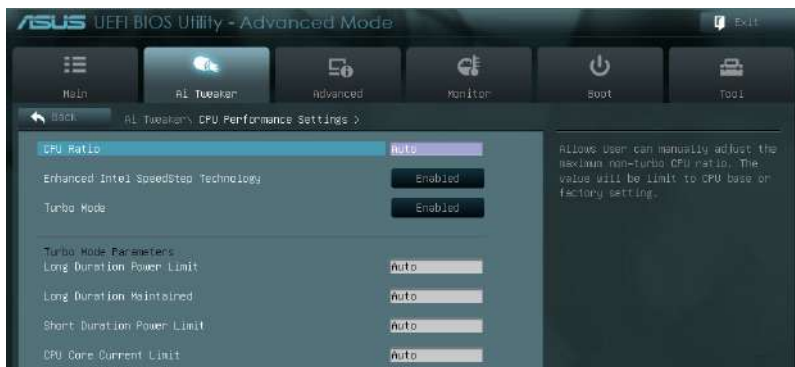 ASUS UEFI BIOS Utility - Advanced Mode
Exit
Main
Ai Tweaker
Advanced
Monitor
Boot
Tool
Back
Ai Tweaker\ CPU Performance Settings >
CPU Ratio Auto
Enhanced Intel SpeedStep Technology Enabled
Turbo Mode Enabled
Turbo Mode Parameters
Long Duration Power Limit Auto
Long Duration Maintained Auto
Short Duration Power Limit Auto
CPU Core Current Limit Auto
Allows User can manually adjust the
maximum non-turbo CPU ratio. The
value will be limit to CPU base on
factory setting.